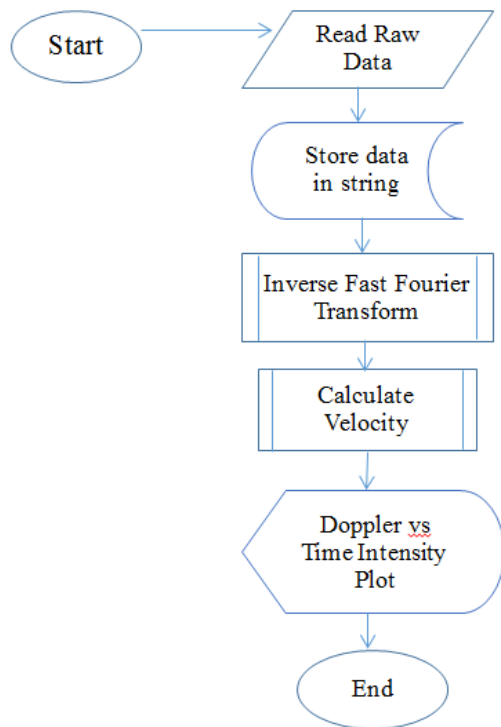 Start
Read Raw
Data
Store data
in string
Inverse Fast Fourier
Transform
Calculate
Velocity
Doppler vs
Time Intensity
Plot
End